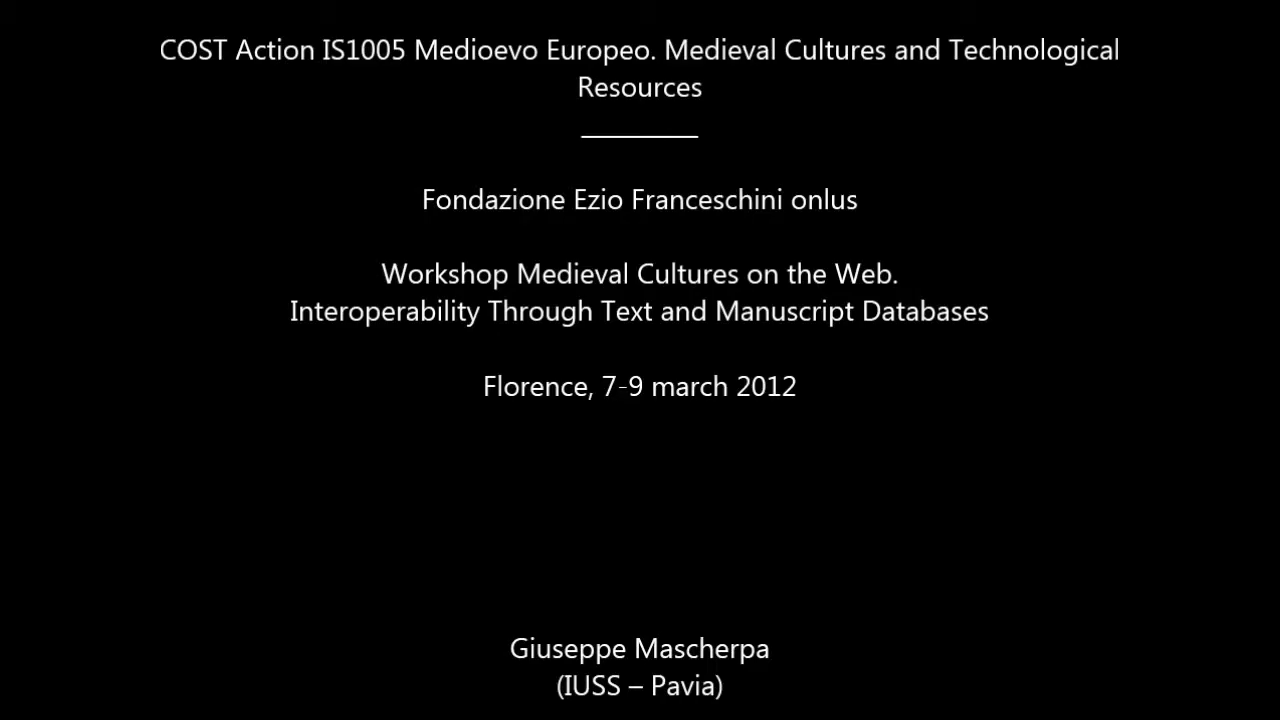 COST Action IS1005 Medioevo Europeo. Medieval Cultures and Technological
Resources
Fondazione Ezio Franceschini onlus
Workshop Medieval Cultures on the Web.
Interoperability Through Text and Manuscript Databases
Florence, 7-9 march 2012
Giuseppe Mascherpa
(IUSS – Pavia)